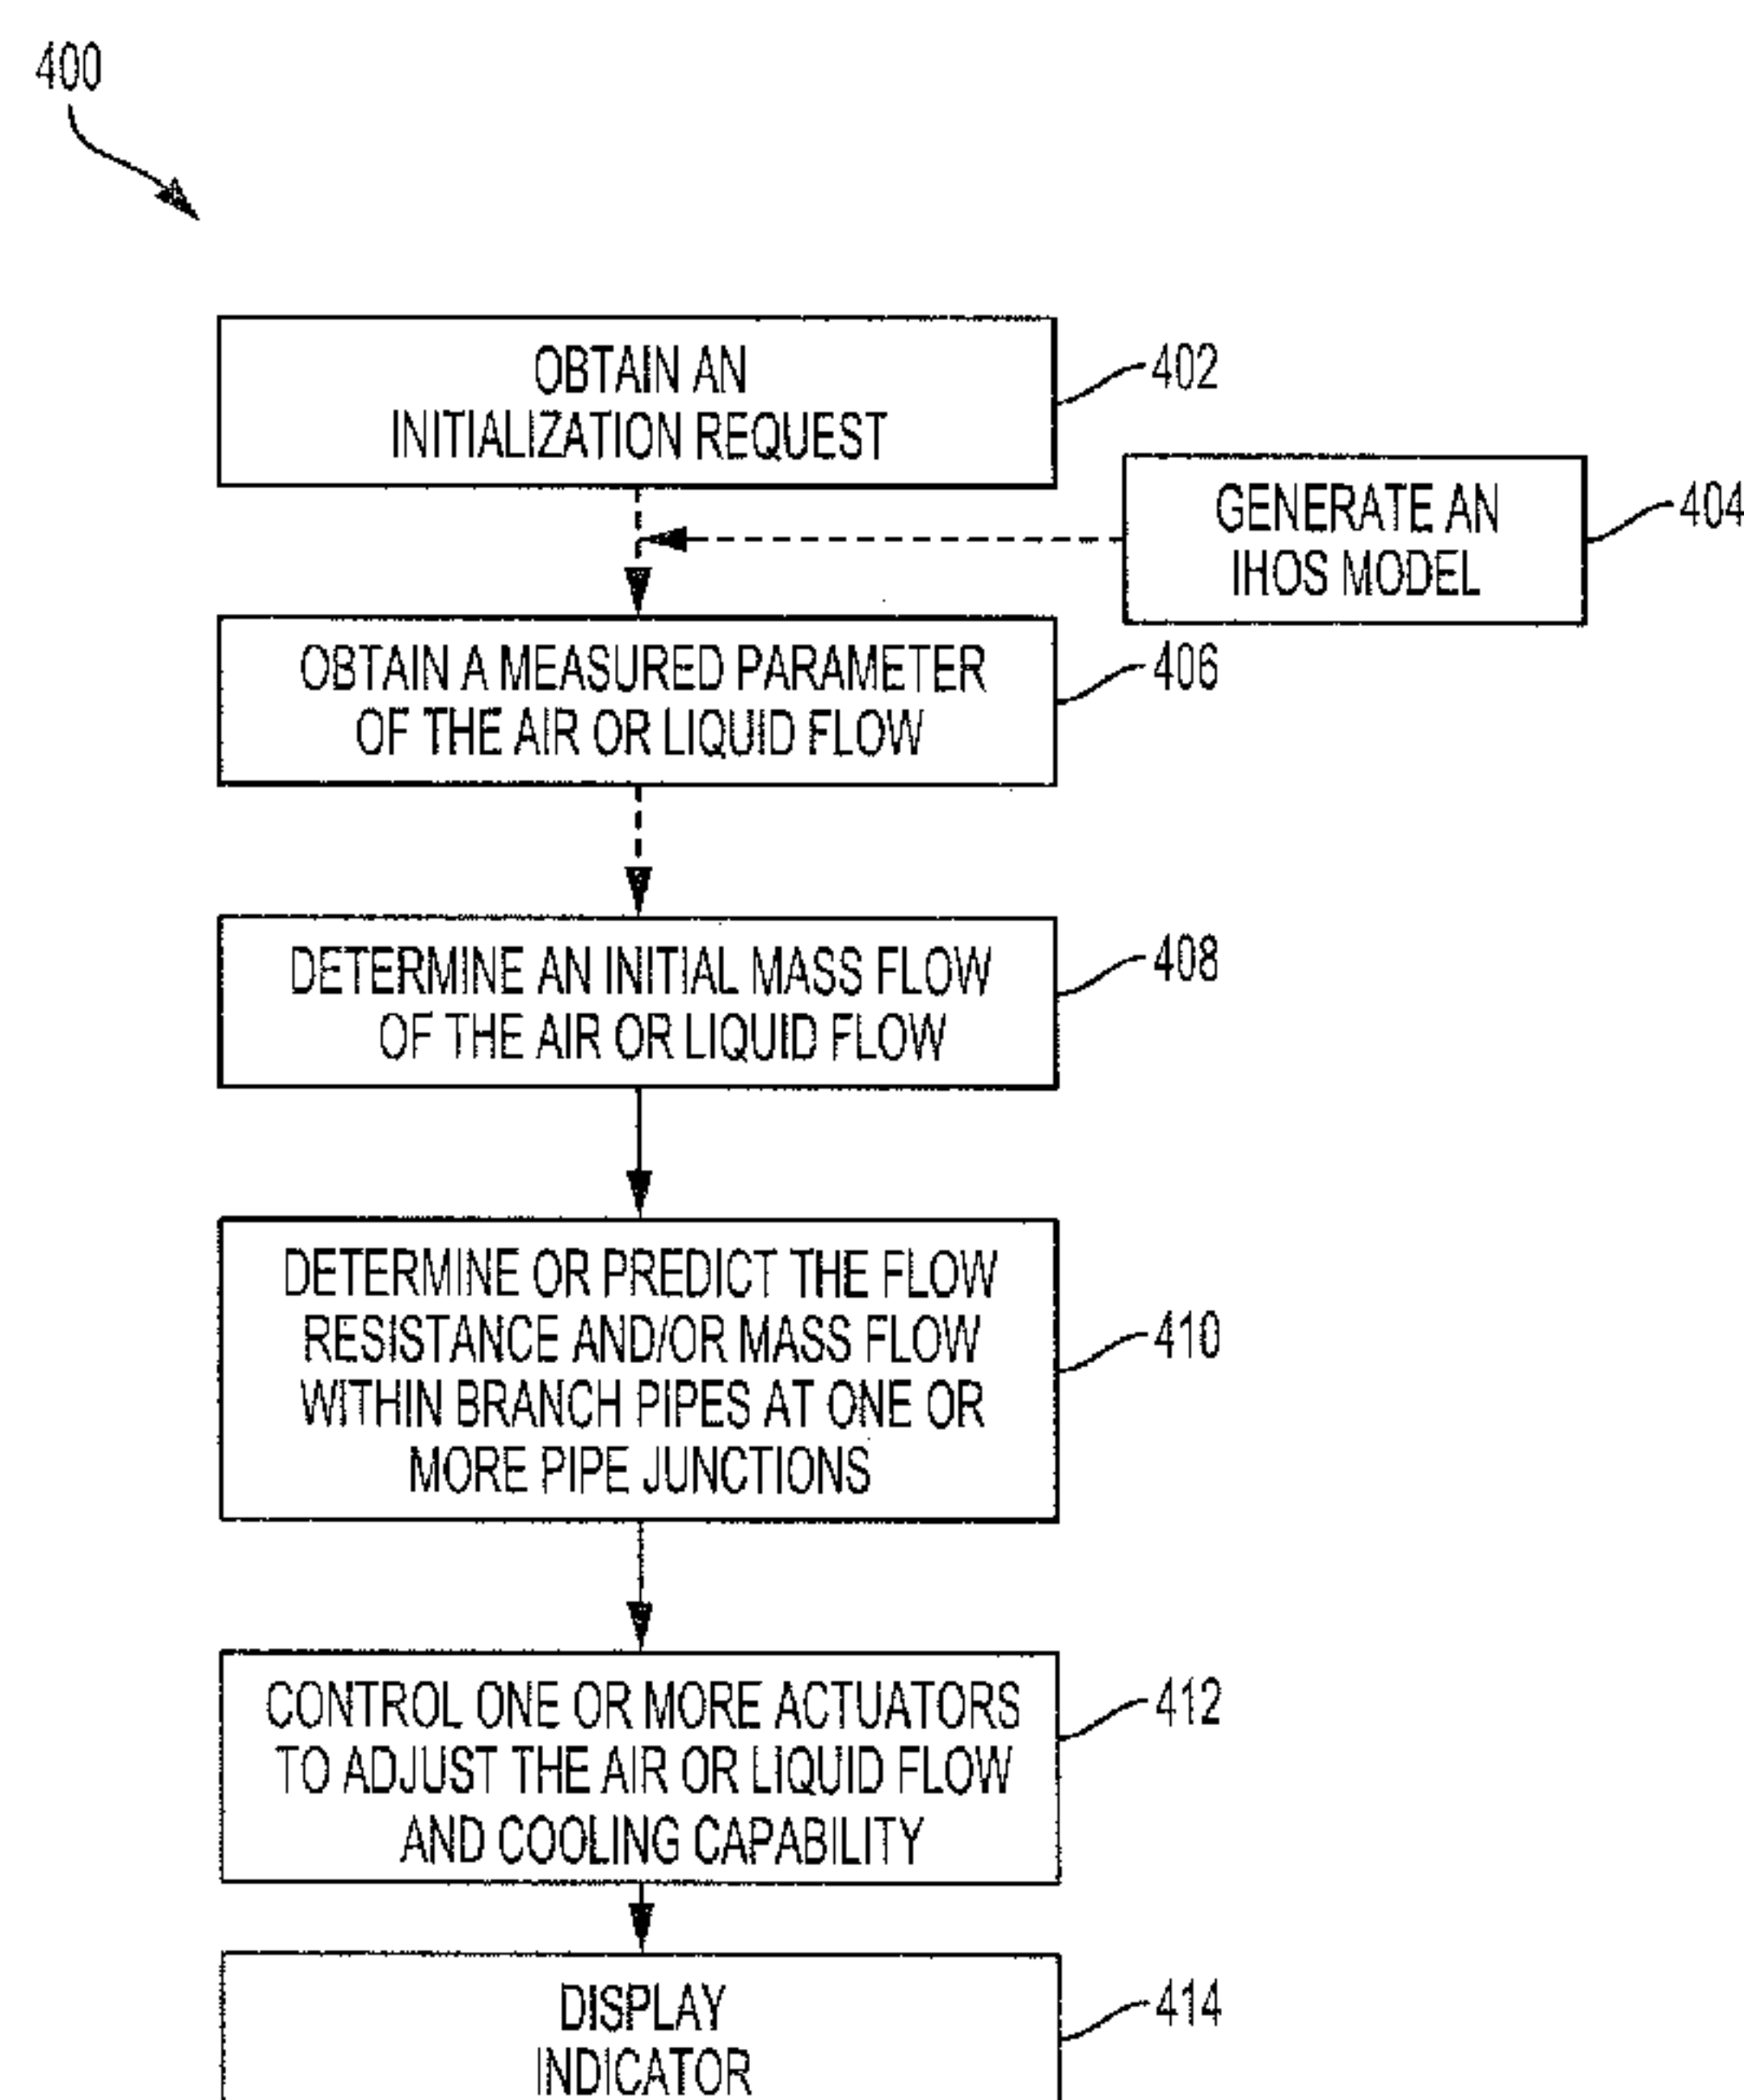 400
OBTAIN AN
INITIALIZATION REQUEST
402
GENERATE AN
IHOS MODEL
404
OBTAIN A MEASURED PARAMETER
OF THE AIR OR LIQUID FLOW
406
DETERMINE AN INITIAL MASS FLOW
OF THE AIR OR LIQUID FLOW
408
DETERMINE OR PREDICT THE FLOW
RESISTANCE AND/OR MASS FLOW
WITHIN BRANCH PIPES AT ONE OR
MORE PIPE JUNCTIONS
410
CONTROL ONE OR MORE ACTUATORS
TO ADJUST THE AIR OR LIQUID FLOW
AND COOLING CAPABILITY
412
DISPLAY
INDICATOR
414